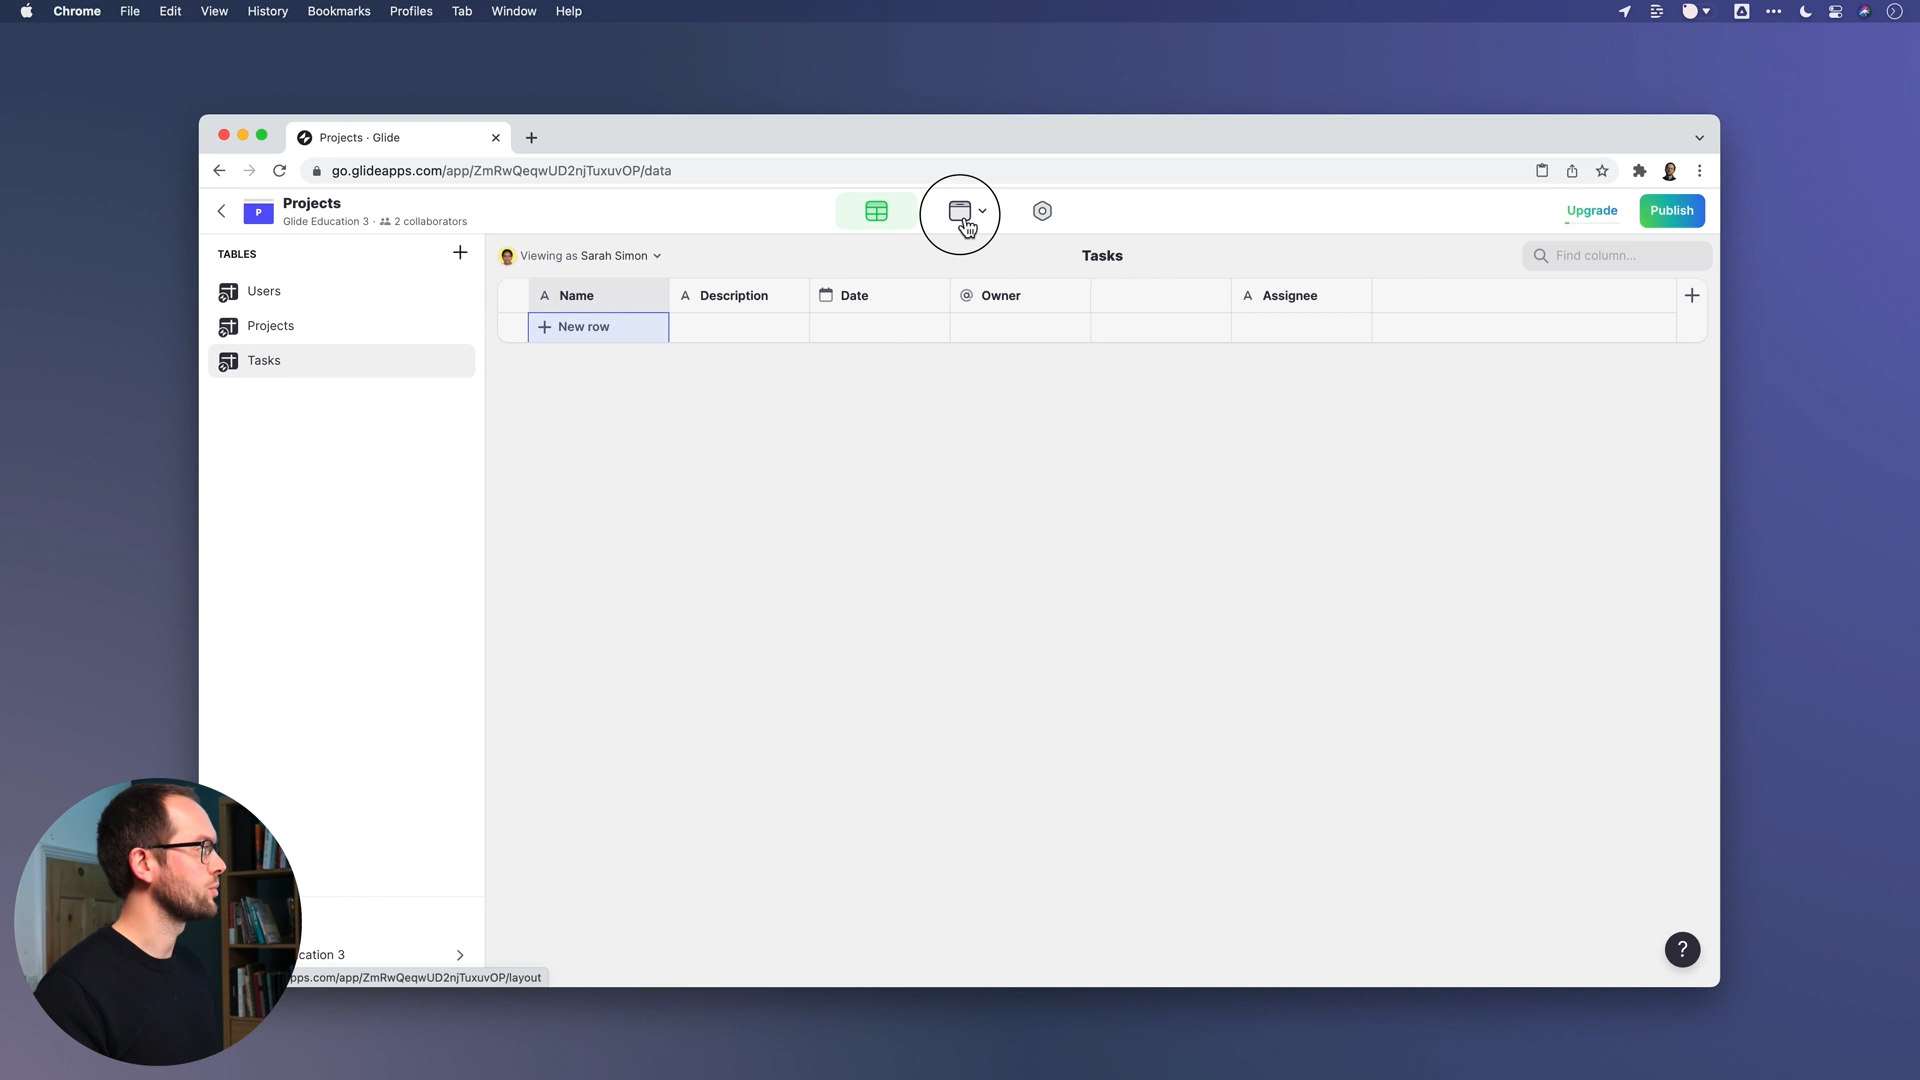 Chrome File Edit View History Bookmarks Profiles Tab Window Help
Projects · Glide
go.glideapps.com/app/ZmRwQeqwUD2njTuxuvOP/data
P
Projects
Glide Education 3 · 2 collaborators
Upgrade
Publish
TABLES
Users
Projects
Tasks
Viewing as Sarah Simon
Tasks
Find column...
A Name A Description Date @ Owner A Assignee
+ New row
cation 3
pps.com/app/ZmRwQeqwUD2njTuxuvOP/layout
?